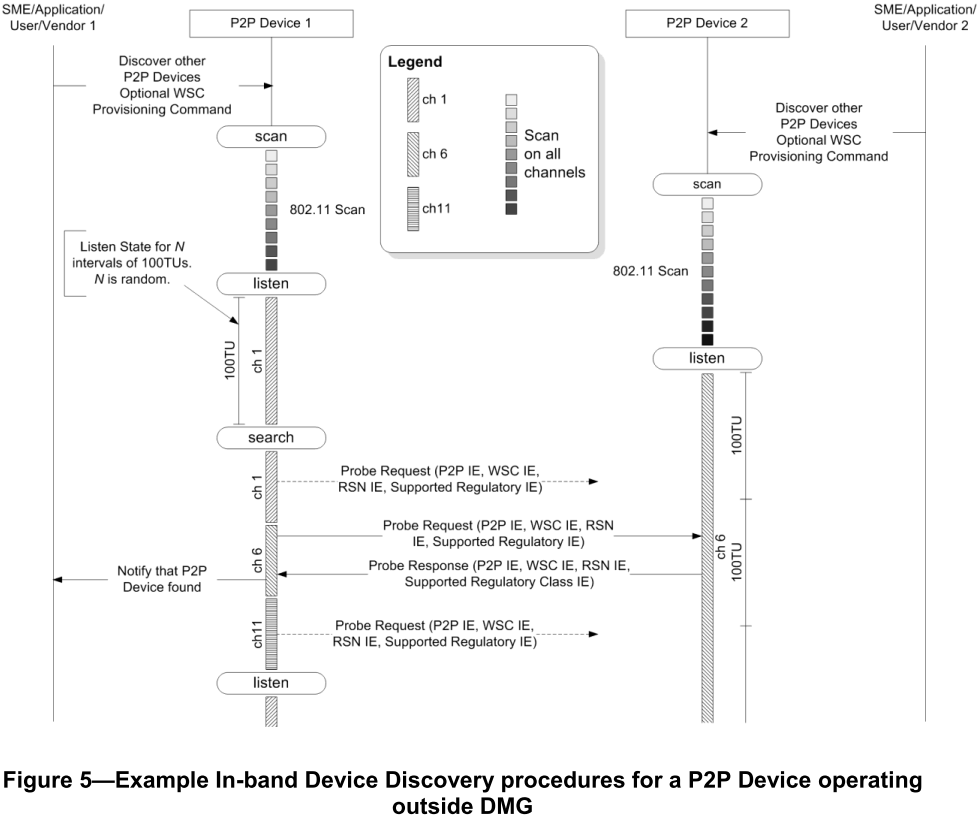 SME/Application/
User/Vendor 1
P2P Device 1
P2P Device 2
SME/Application/
User/Vendor 2
Discover other
P2P Devices
Optional WSC
Provisioning Command
Legend
ch 1
ch 6
ch11
Scan
on all
channels
Discover other
P2P Devices
Optional WSC
Provisioning Command
scan
802.11 Scan
scan
802.11 Scan
Listen State for N
intervals of 100TUs.
N is random.
listen
100TU
ch 1
listen
100TU
search
ch 1
Probe Request (P2P IE, WSC IE,
RSN IE, Supported Regulatory IE)
Probe Request (P2P IE, WSC IE, RSN
IE, Supported Regulatory IE)
ch 6
ch 6
100TU
Probe Response (P2P IE, WSC IE, RSN IE,
Supported Regulatory Class IE)
Notify that P2P
Device found
ch11
Probe Request (P2P IE, WSC IE,
RSN IE, Supported Regulatory IE)
listen
Figure 5—Example In-band Device Discovery procedures for a P2P Device operating
outside DMG